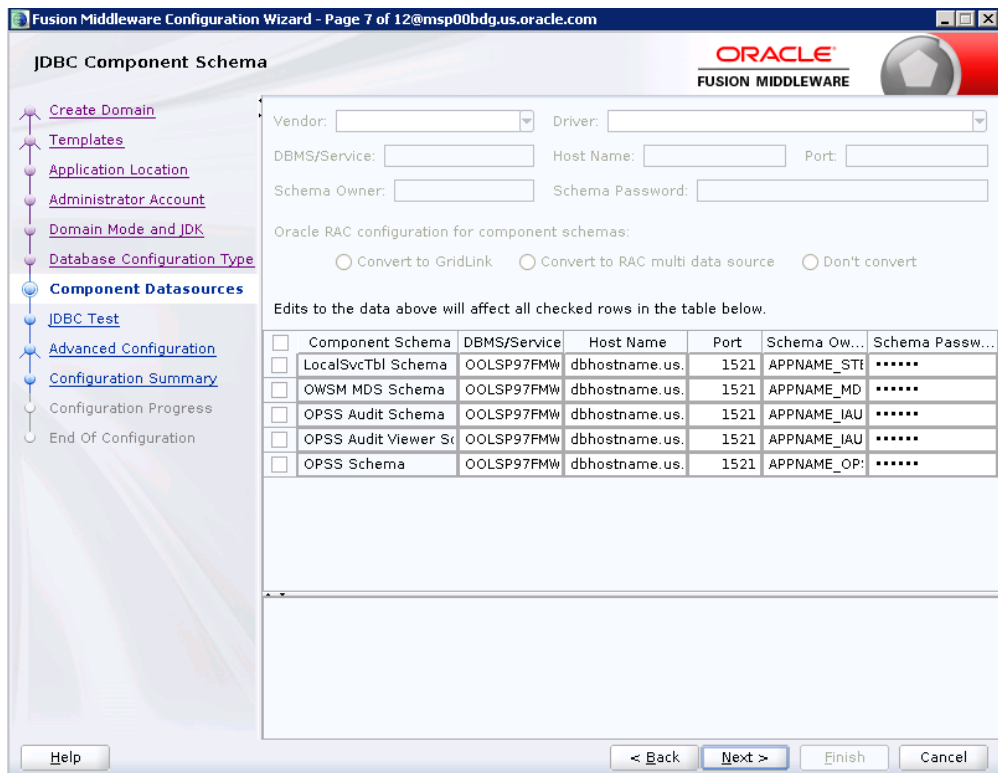 Fusion Middleware Configuration Wizard - Page 7 of 12@msp00bdg.us.oracle.com
JDBC Component Schema
ORACLE
FUSION MIDDLEWARE
Create Domain
Templates
Application Location
Administrator Account
Domain Mode and JDK
Database Configuration Type
Component Datasources
JDBC Test
Advanced Configuration
Configuration Summary
Configuration Progress
End Of Configuration
Vendor: Driver:
DBMS/Service: Host Name: Port:
Schema Owner: Schema Password:
Oracle RAC configuration for component schemas:
Convert to GridLink Convert to RAC multi data source Don't convert
Edits to the data above will affect all checked rows in the table below.
Component Schema DBMS/Service Host Name Port Schema Ow... Schema Passw...
LocalSvcTbl Schema OOLSP97FMW dbhostname.us. 1521 APPNAME_STB ••••••
OWSM MDS Schema OOLSP97FMW dbhostname.us. 1521 APPNAME_MD ••••••
OPSS Audit Schema OOLSP97FMW dbhostname.us. 1521 APPNAME_IAU ••••••
OPSS Audit Viewer Sc OOLSP97FMW dbhostname.us. 1521 APPNAME_IAU ••••••
OPSS Schema OOLSP97FMW dbhostname.us. 1521 APPNAME_OPS ••••••
Help < Back Next > Finish Cancel